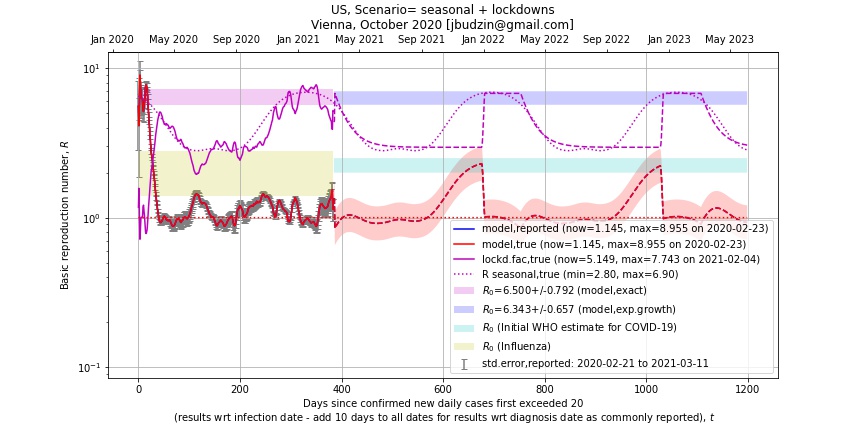 US, Scenario= seasonal + lockdowns
Vienna, October 2020 [jbudzin@gmail.com]
Jan 2020 May 2020 Sep 2020 Jan 2021 May 2021 Sep 2021 Jan 2022 May 2022 Sep 2022 Jan 2023 May 2023
10¹
10⁰
10⁻¹
Basic reproduction number, R
model,reported (now=1.145, max=8.955 on 2020-02-23)
model,true (now=1.145, max=8.955 on 2020-02-23)
lockd.fac,true (now=5.149, max=7.743 on 2021-02-04)
R seasonal,true (min=2.80, max=6.90)
R₀=6.500+/-0.792 (model,exact)
R₀=6.343+/-0.657 (model,exp.growth)
R₀ (Initial WHO estimate for COVID-19)
R₀ (Influenza)
std.error,reported: 2020-02-21 to 2021-03-11
0 200 400 600 800 1000 1200
Days since confirmed new daily cases first exceeded 20
(results wrt infection date - add 10 days to all dates for results wrt diagnosis date as commonly reported), t